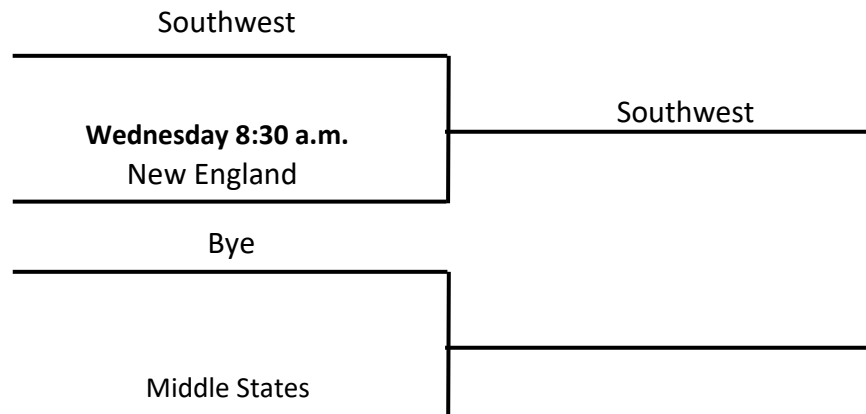 Southwest
Wednesday 8:30 a.m.
New England
Southwest
Bye
Middle States